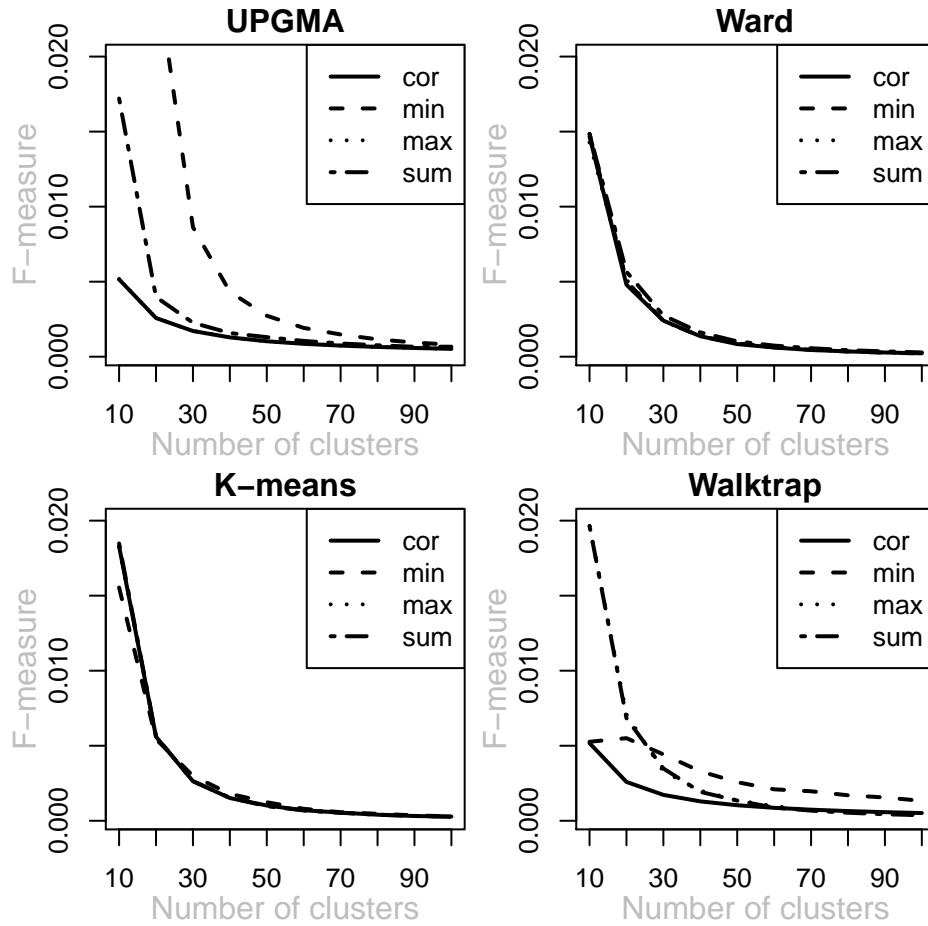 UPGMA
F−measure
0.000
0.010
0.020
cor
min
max
sum
10
30
50
70
90
Number of clusters
Ward
F−measure
0.000
0.010
0.020
cor
min
max
sum
10
30
50
70
90
Number of clusters
K−means
F−measure
0.000
0.010
0.020
cor
min
max
sum
10
30
50
70
90
Number of clusters
Walktrap
F−measure
0.000
0.010
0.020
cor
min
max
sum
10
30
50
70
90
Number of clusters